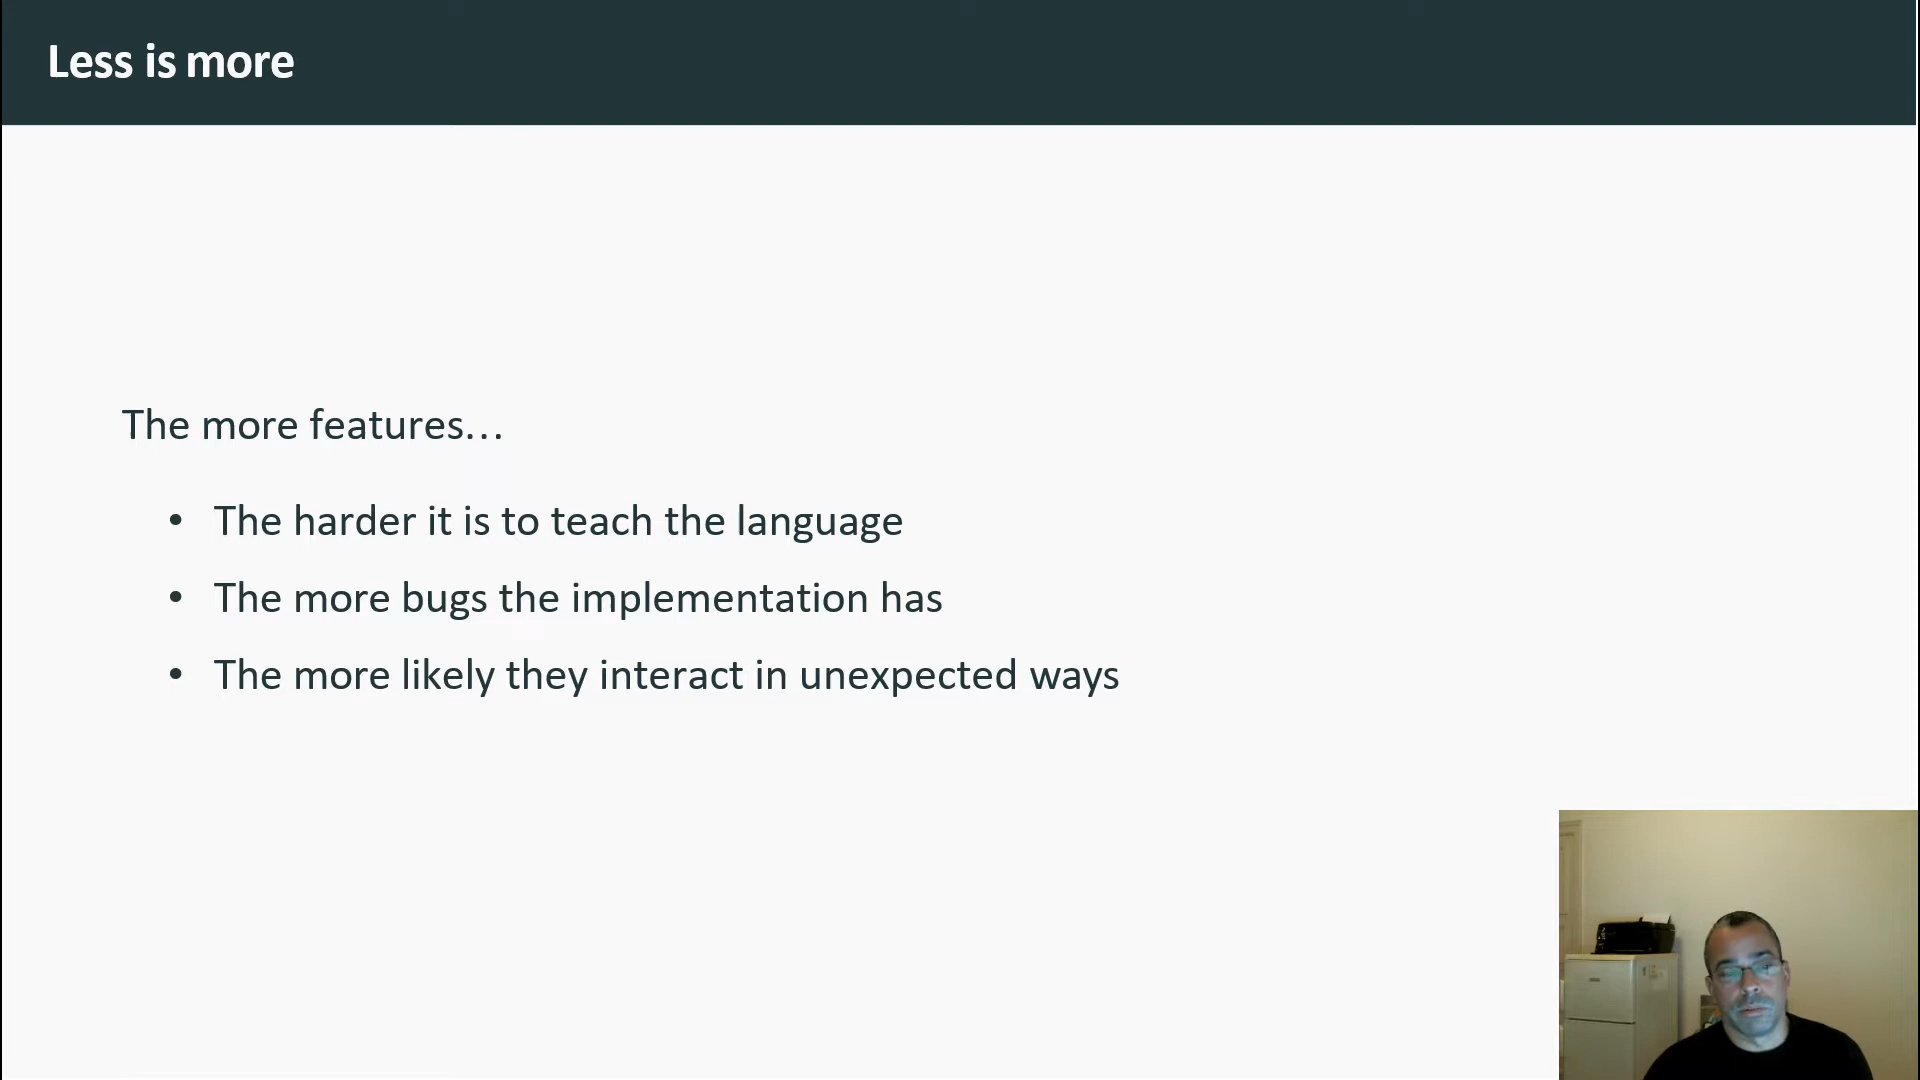 Less is more
The more features…
• The harder it is to teach the language
• The more bugs the implementation has
• The more likely they interact in unexpected ways